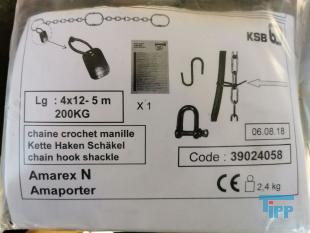 KSB
Lg : 4x12- 5 m
200KG
X 1
chaine crochet manille
Kette Haken Schäkel
chain hook shackle
06.08.18
Code : 39024058
Amarex N
Amaporter
CE
2,4 kg
TIPP